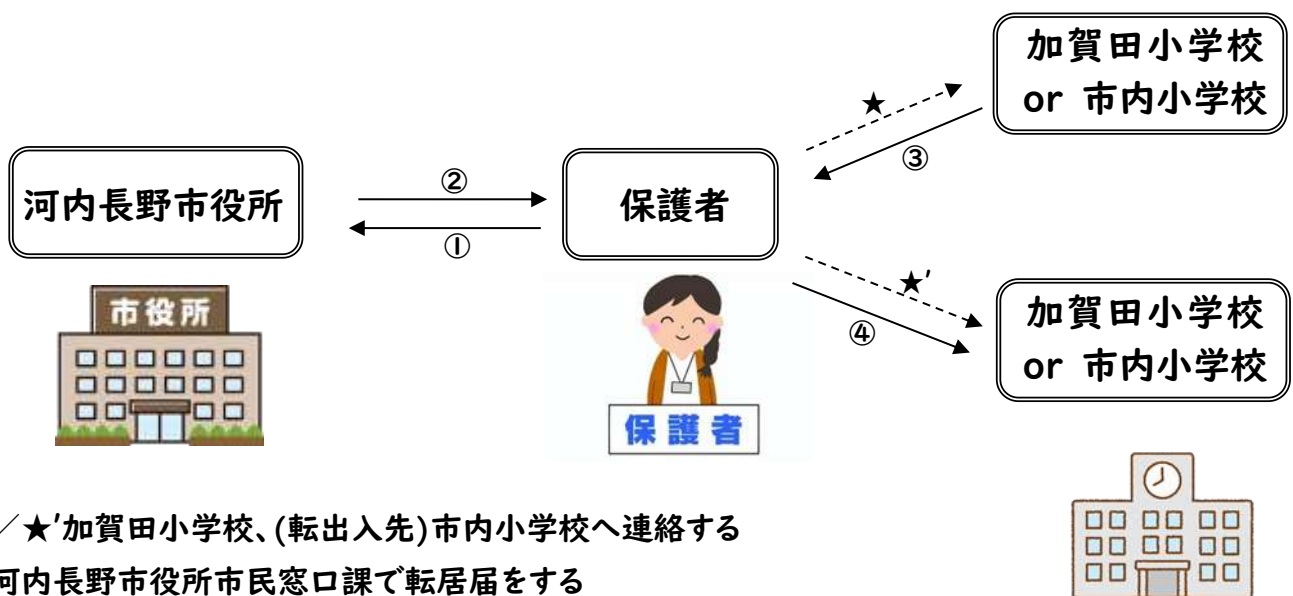 加賀田小学校
or 市内小学校
★
③
河内長野市役所
②
①
保護者
★′
④
加賀田小学校
or 市内小学校
市役所
保護者
／★′加賀田小学校、(転出入先)市内小学校へ連絡する
河内長野市役所市民窓口課で転居届をする